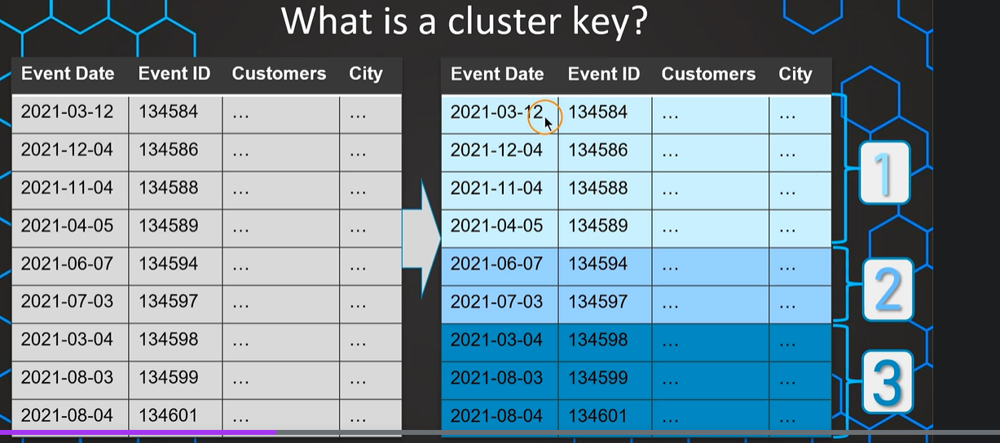 What is a cluster key?
Event Date Event ID Customers City
2021-03-12 134584 ... ...
2021-12-04 134586 ... ...
2021-11-04 134588 ... ...
2021-04-05 134589 ... ...
2021-06-07 134594 ... ...
2021-07-03 134597 ... ...
2021-03-04 134598 ... ...
2021-08-03 134599 ... ...
2021-08-04 134601 ... ...
Event Date Event ID Customers City
2021-03-12 134584 ... ...
2021-12-04 134586 ... ...
2021-11-04 134588 ... ...
2021-04-05 134589 ... ...
2021-06-07 134594 ... ...
2021-07-03 134597 ... ...
2021-03-04 134598 ... ...
2021-08-03 134599 ... ...
2021-08-04 134601 ... ...
1
2
3